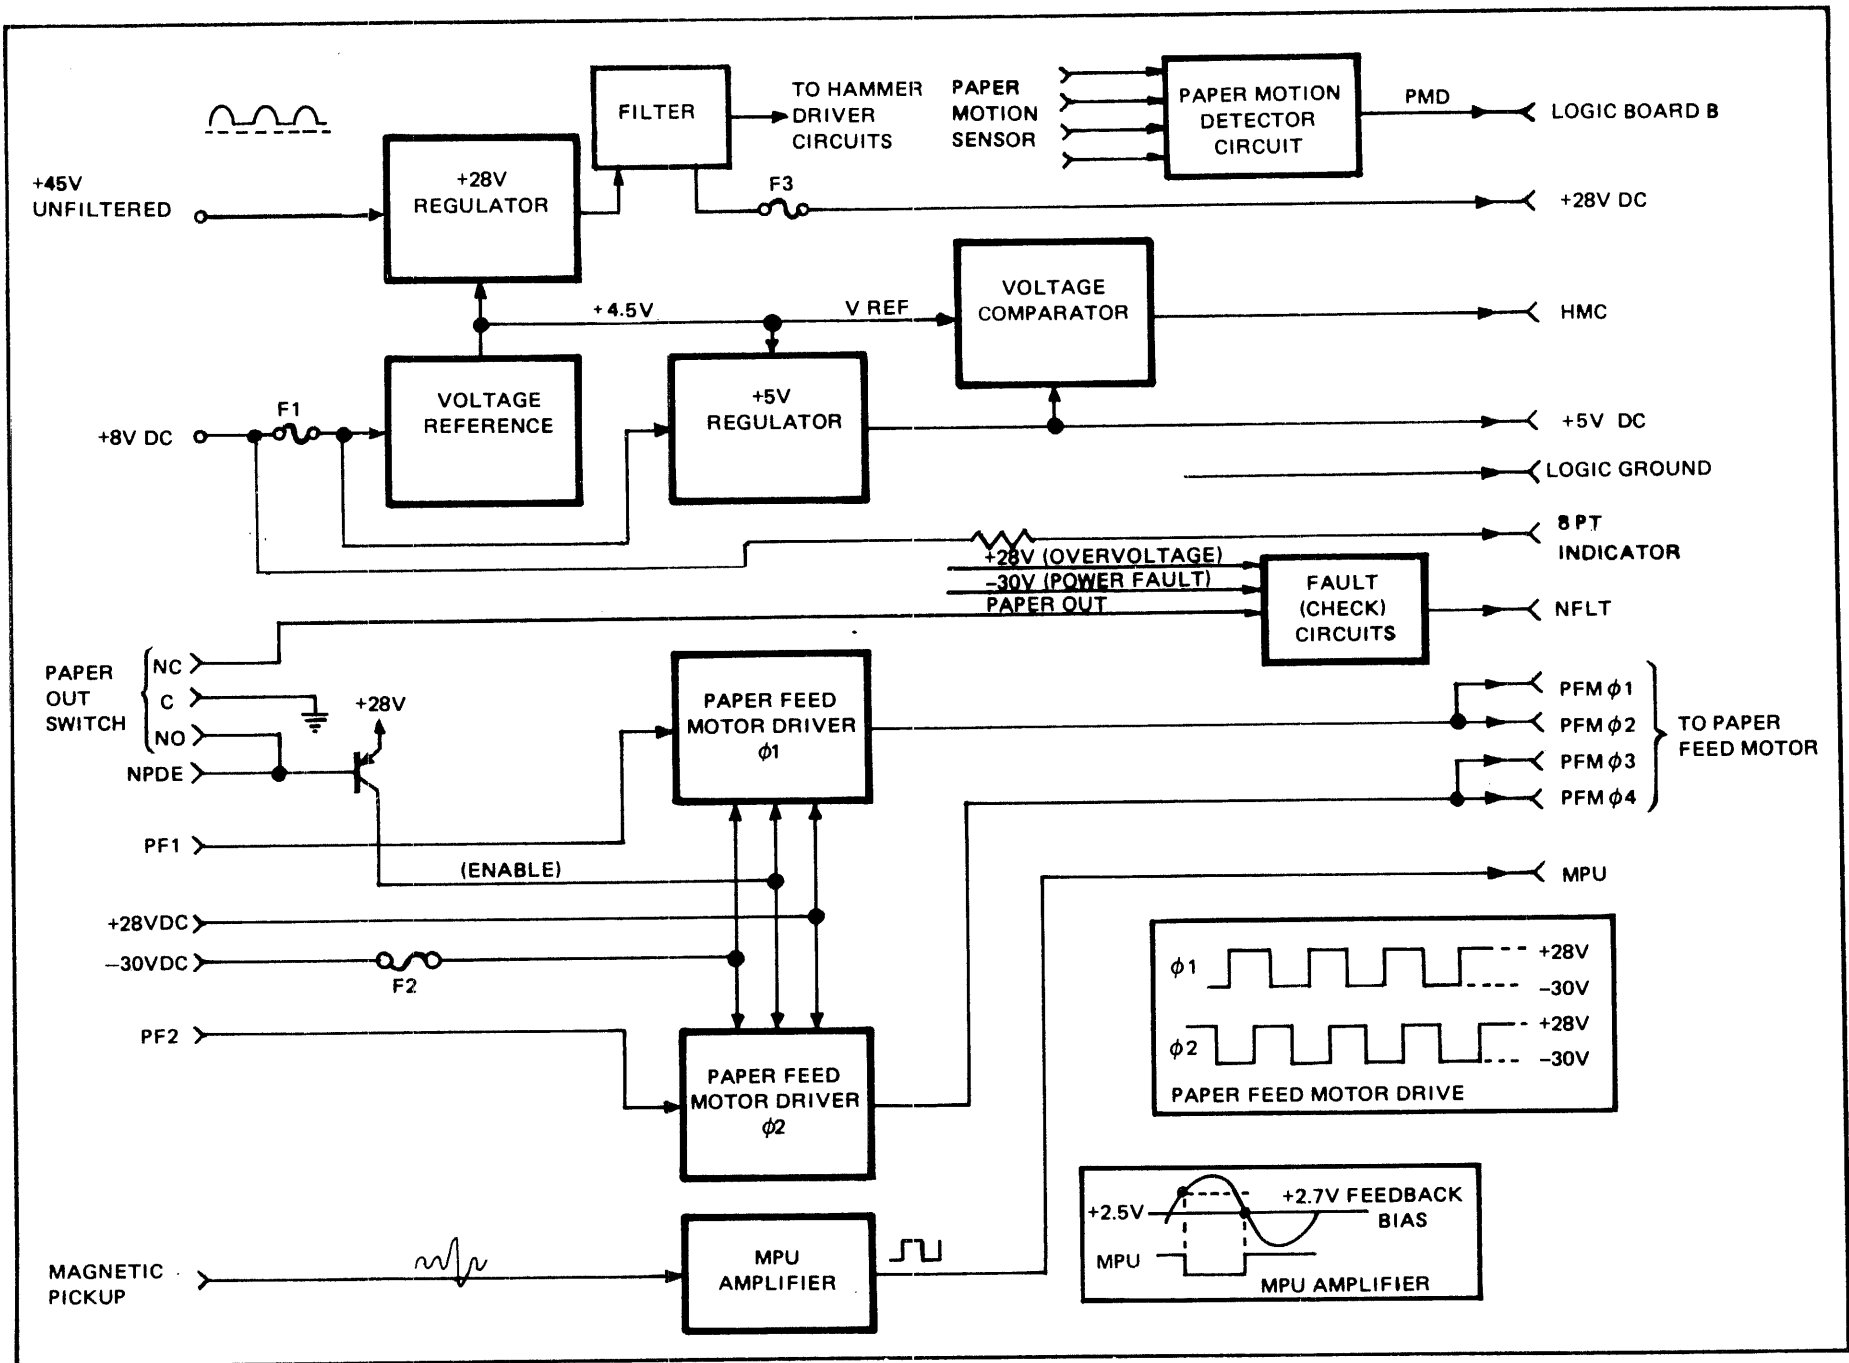 +45V
UNFILTERED
+28V
REGULATOR
FILTER
TO HAMMER
DRIVER
CIRCUITS
PAPER
MOTION
SENSOR
PAPER MOTION
DETECTOR
CIRCUIT
PMD
LOGIC BOARD B
F3
+28V DC
+4.5V
V REF
VOLTAGE
COMPARATOR
HMC
+8V DC
F1
VOLTAGE
REFERENCE
+5V
REGULATOR
+5V DC
LOGIC GROUND
8 PT
INDICATOR
+28V (OVERVOLTAGE)
–30V (POWER FAULT)
PAPER OUT
FAULT
(CHECK)
CIRCUITS
NFLT
PAPER
OUT
SWITCH
NC
C
NO
NPDE
+28V
PAPER FEED
MOTOR DRIVER
ϕ1
PFM ϕ1
PFM ϕ2
PFM ϕ3
PFM ϕ4
TO PAPER
FEED MOTOR
PF1
(ENABLE)
+28VDC
–30VDC
F2
PF2
PAPER FEED
MOTOR DRIVER
ϕ2
MPU
ϕ1
+28V
–30V
ϕ2
+28V
–30V
PAPER FEED MOTOR DRIVE
MAGNETIC
PICKUP
MPU
AMPLIFIER
+2.5V
+2.7V FEEDBACK
BIAS
MPU
MPU AMPLIFIER